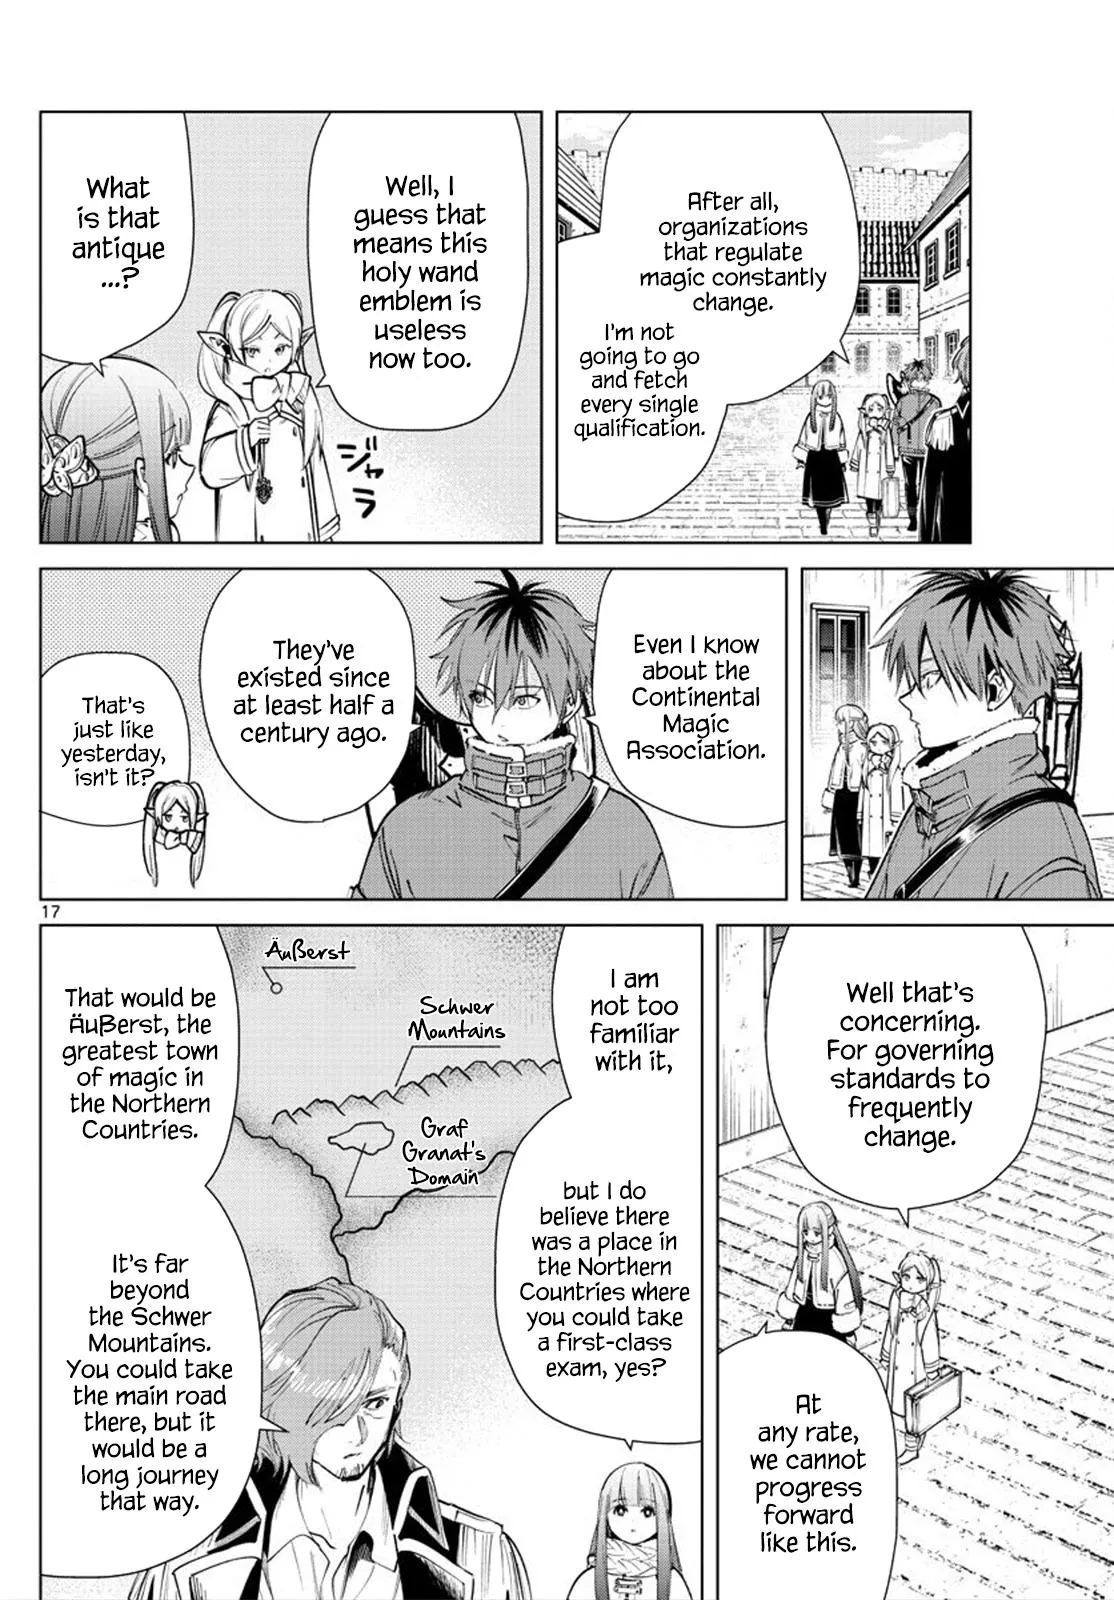 After all,
organizations
that regulate
magic constantly
change.
I'm not
going to go
and fetch
every single
qualification.
Well, I
guess that
means this
holy wand
emblem is
useless
now too.
ジャラ
What
is that
antique
...?
Even I know
about the
Continental
Magic
Association.
They've
existed since
at least half a
century ago.
That's
just like
yesterday,
isn't it?
17
Well that's
concerning.
For governing
standards to
frequently
change.
At
any rate,
we cannot
progress
forward
like this.
I am
not too
familiar
with it,
but I do
believe there
was a place in
the Northern
Countries where
you could take
a first-class
exam, yes?
Äußerst
Schwer
Mountains
Graf
Granat's
Domain
That would be
Äußerst, the
greatest town
of magic in
the Northern
Countries.
It's far
beyond
the Schwer
Mountains.
You could take
the main road
there, but it
would be a
long journey
that way.